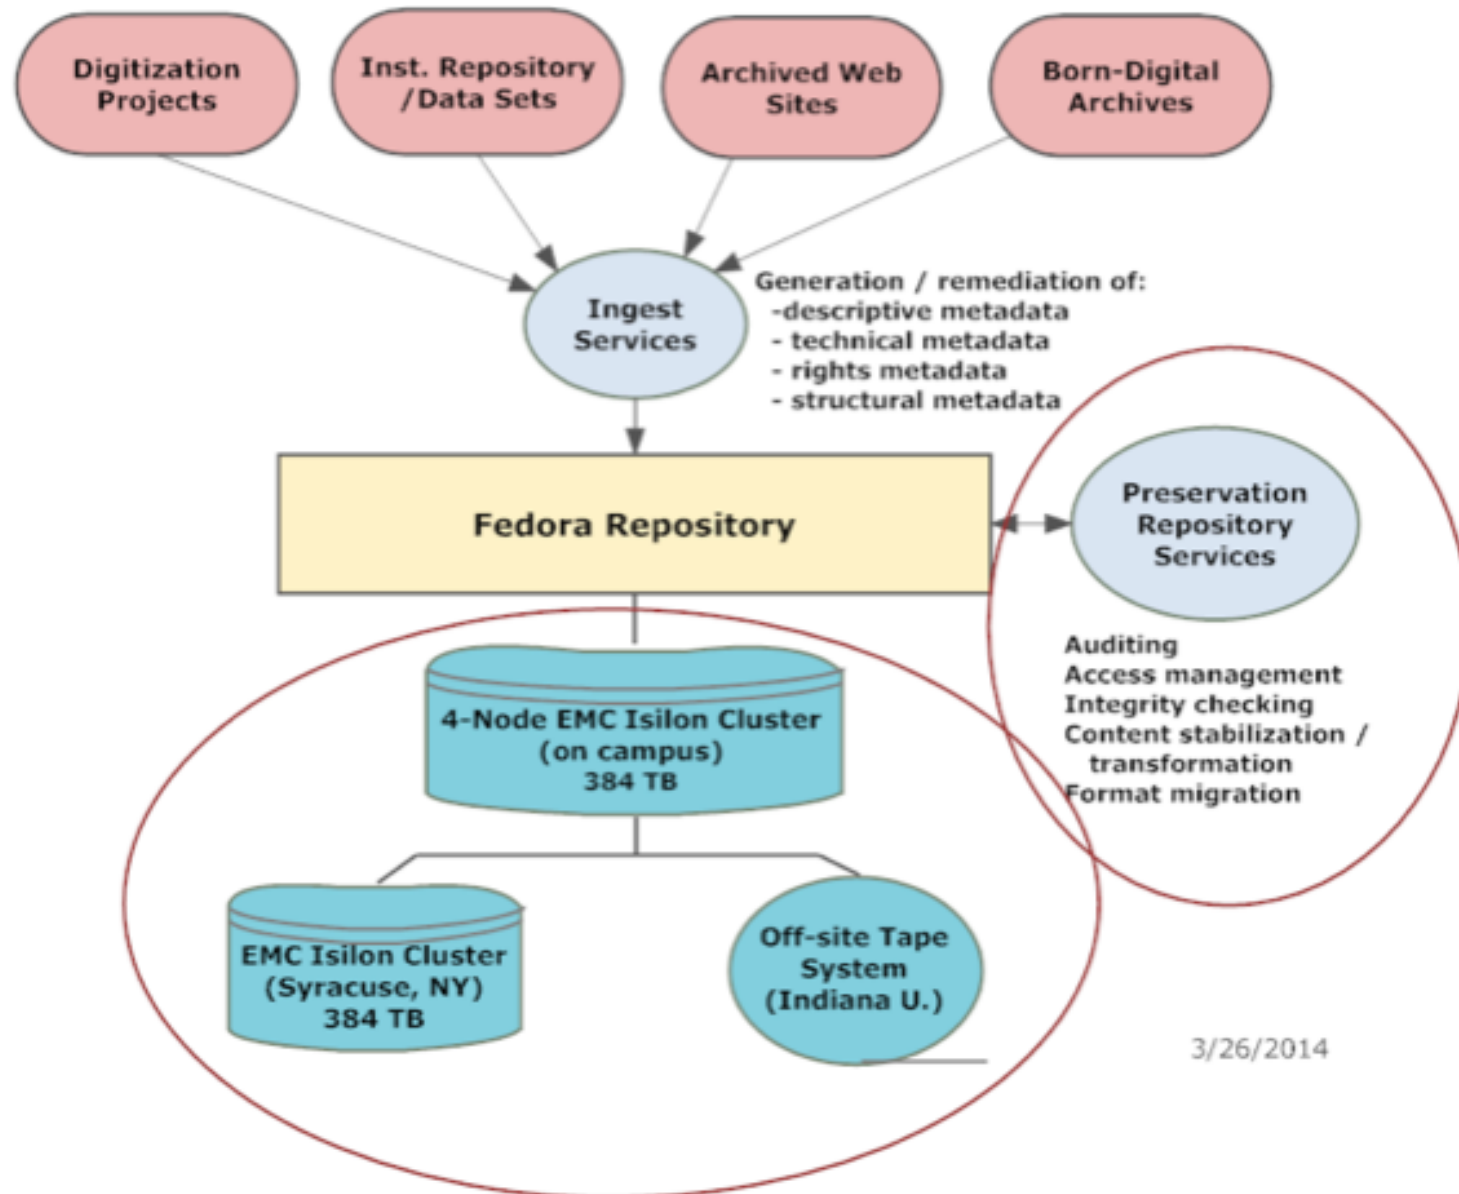 Digitization
Projects
Inst. Repository
/Data Sets
Archived Web
Sites
Born-Digital
Archives
Ingest
Services
Generation / remediation of:
-descriptive metadata
- technical metadata
- rights metadata
- structural metadata
Fedora Repository
Preservation
Repository
Services
Auditing
Access management
Integrity checking
Content stabilization /
transformation
Format migration
4-Node EMC Isilon Cluster
(on campus)
384 TB
EMC Isilon Cluster
(Syracuse, NY)
384 TB
Off-site Tape
System
(Indiana U.)
3/26/2014